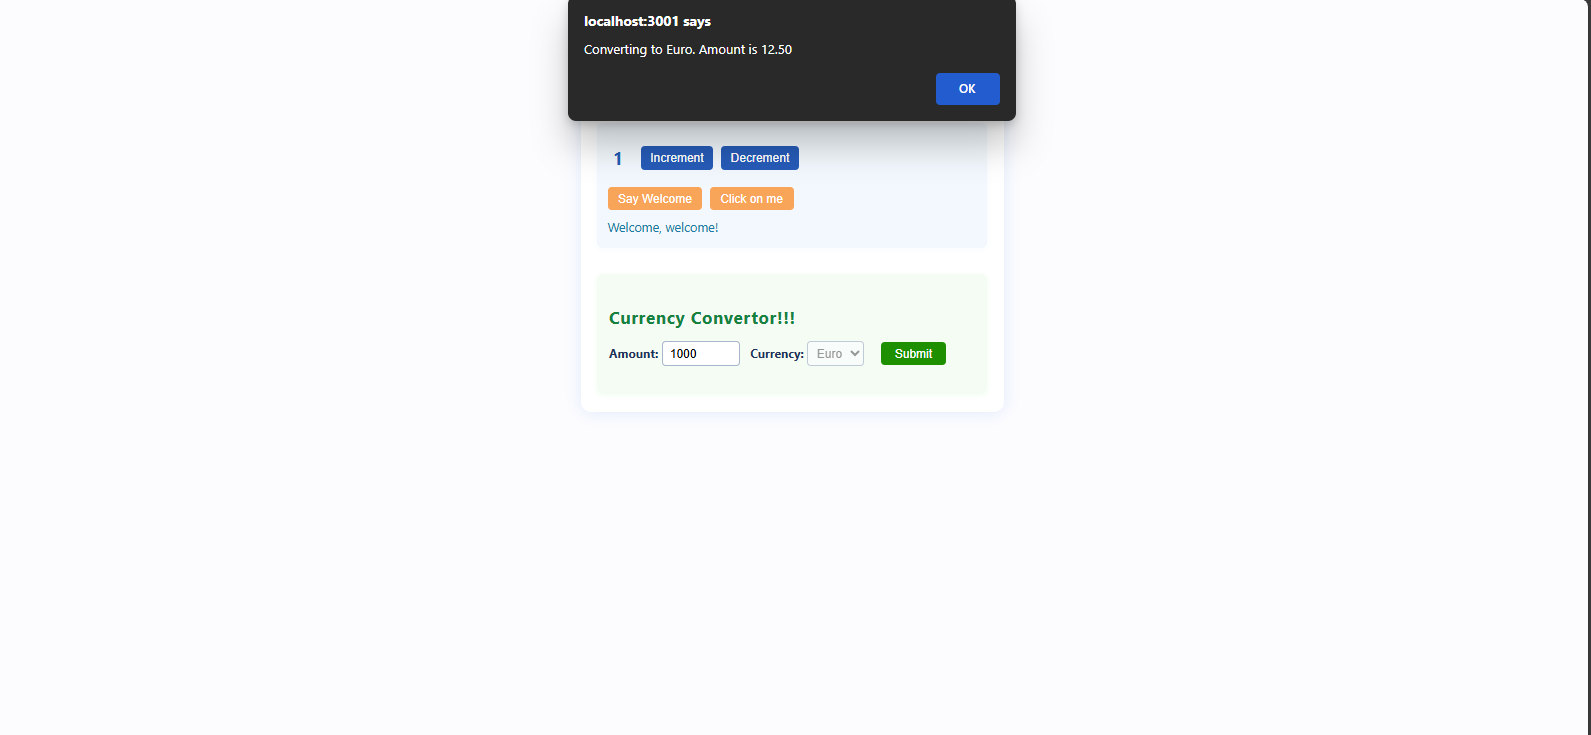 localhost:3001 says
Converting to Euro. Amount is 12.50
OK
1 Increment Decrement
Say Welcome Click on me
Welcome, welcome!
Currency Convertor!!!
Amount: 1000 Currency: Euro Submit